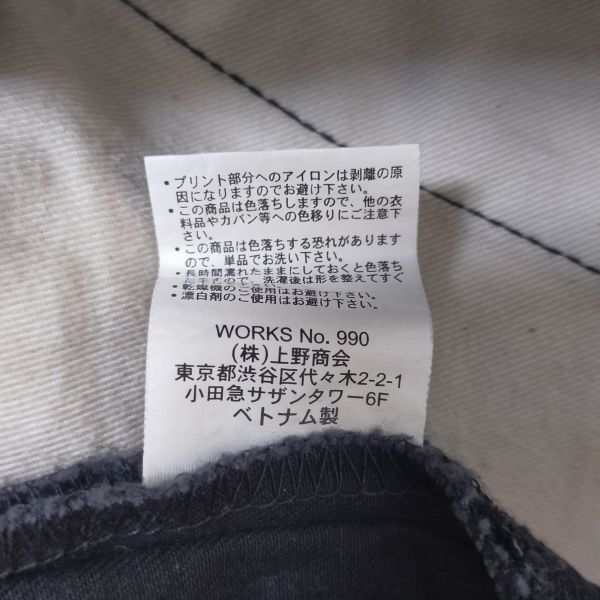 ・プリント部分へのアイロンは剥離の原
因になりますのでお避け下さい。
・この商品は色落ちしますので、他の衣
料品やカバン等への色移りにご注意下
さい。
・この商品は色落ちする恐れがあります
ので、単品でお洗い下さい。
・長時間濡れたままにしておくと色落ち
しますので、洗濯後は形を整えてすぐ
・乾燥機のご使用はお避け下さい。
・漂白剤のご使用はお避け下さい。
WORKS No. 990
(株)上野商会
東京都渋谷区代々木2-2-1
小田急サザンタワー6F
ベトナム製